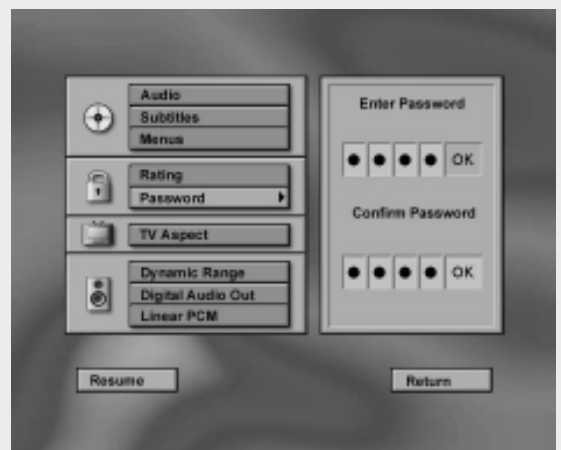 Audio
Subtitles
Menus
Rating
Password
TV Aspect
Dynamic Range
Digital Audio Out
Linear PCM
Enter Password
OK
Confirm Password
OK
Resume
Return